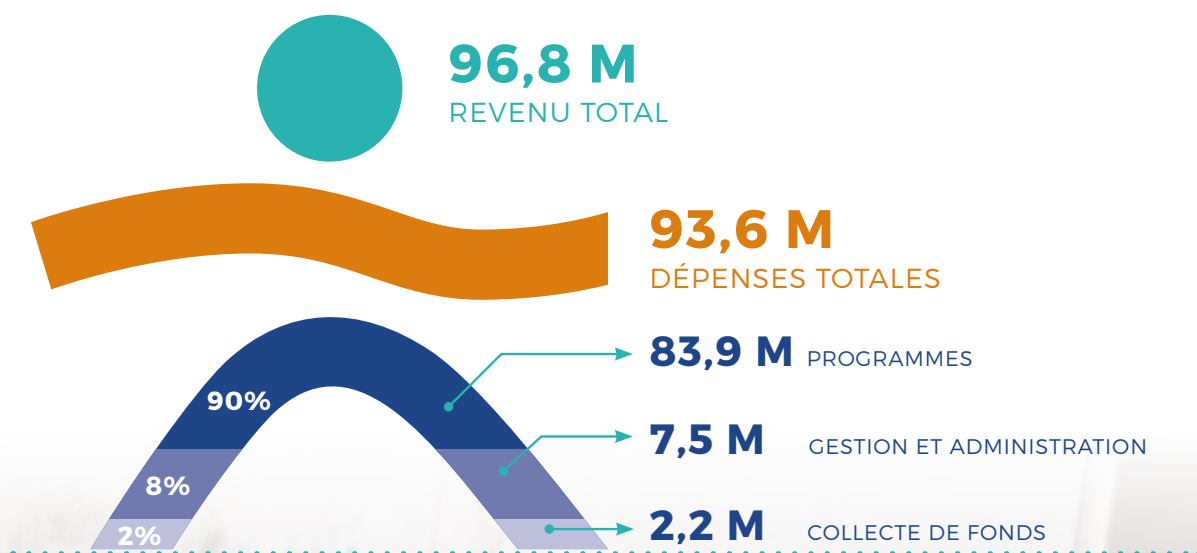 96,8 M
REVENU TOTAL
93,6 M
DÉPENSES TOTALES
83,9 M PROGRAMMES
90%
7,5 M GESTION ET ADMINISTRATION
8%
2,2 M COLLECTE DE FONDS
2%